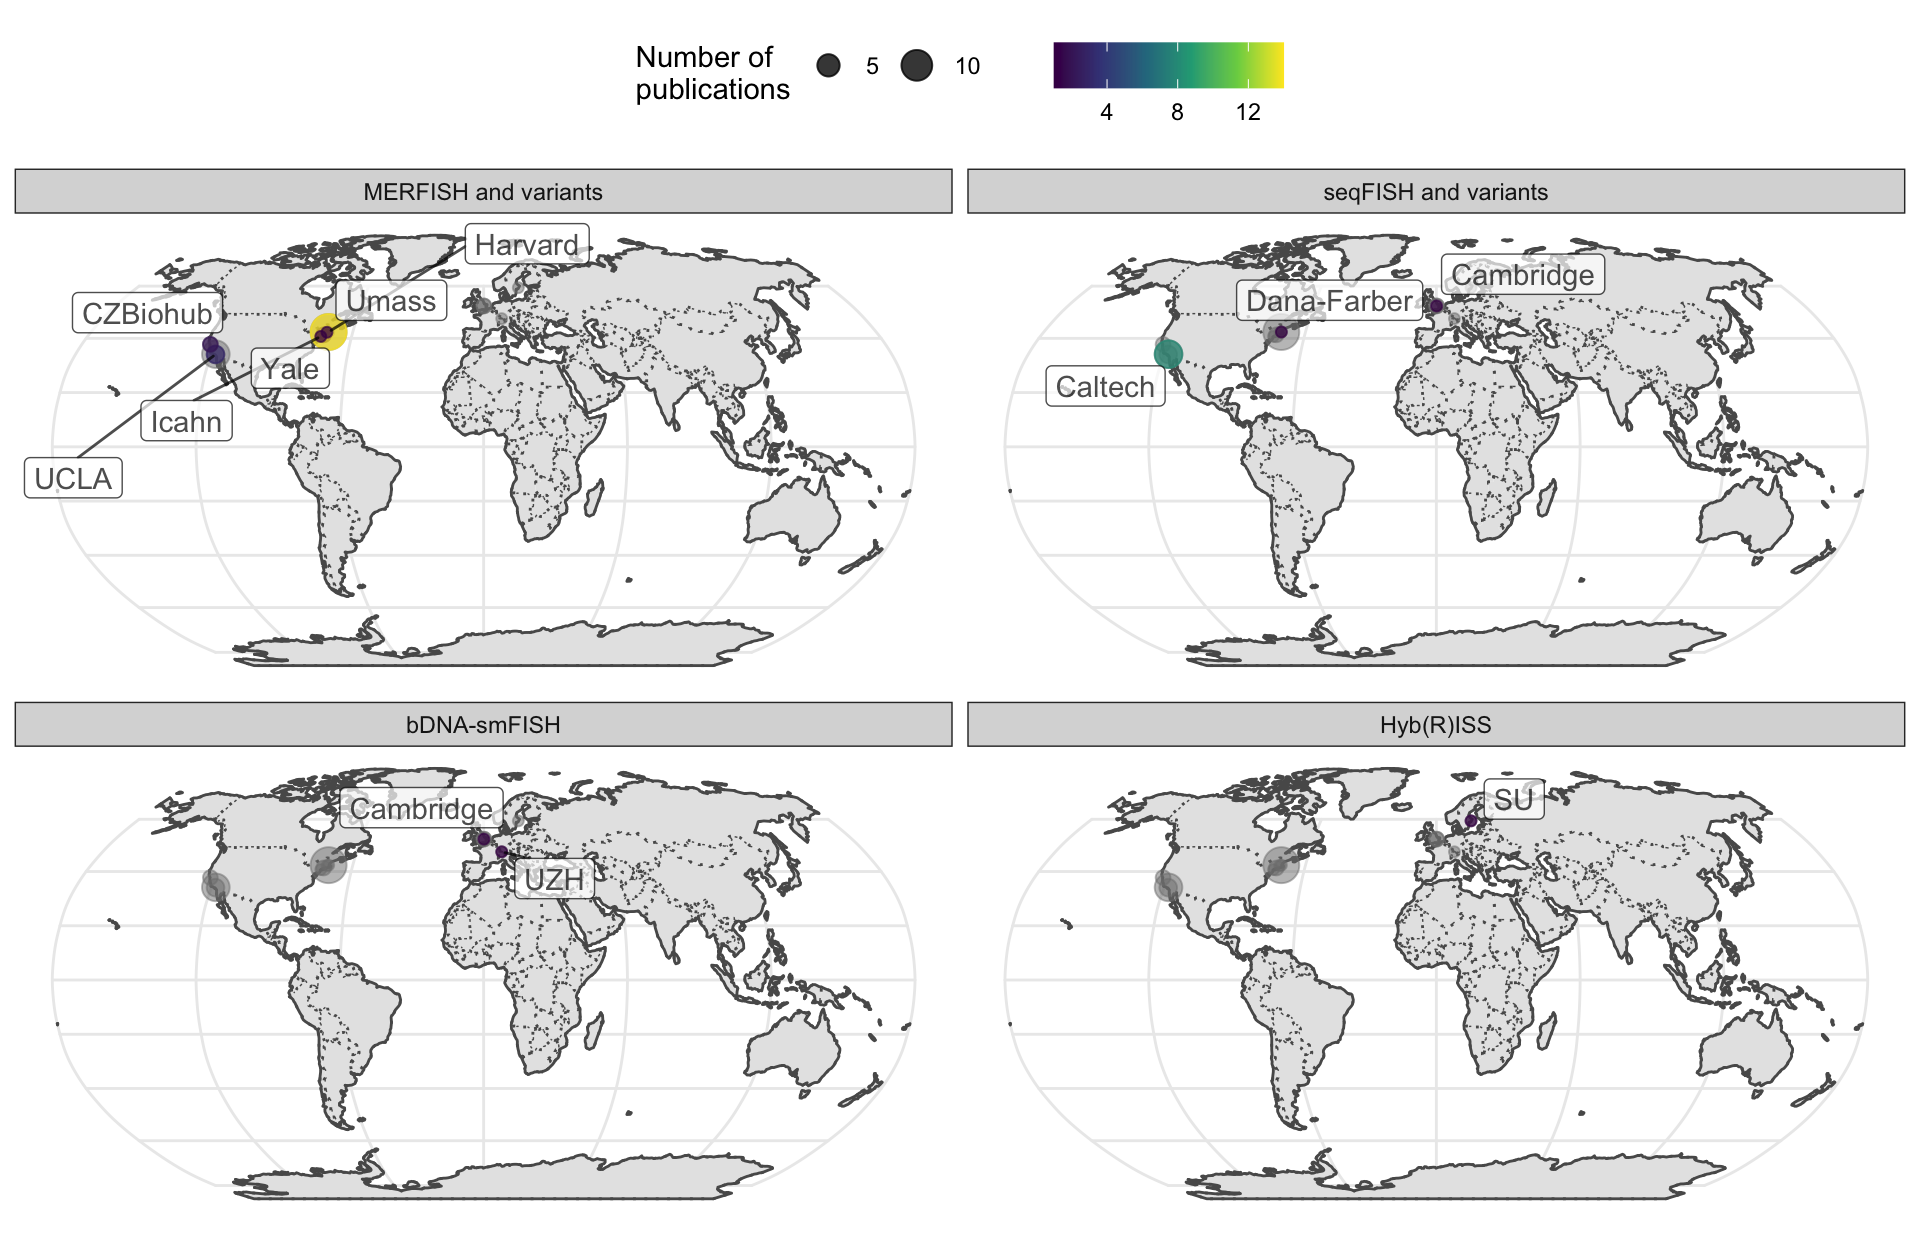 Number of
publications
5
10
4
8
12
MERFISH and variants
seqFISH and variants
Harvard
Umass
CZBiohub
Yale
Icahn
UCLA
Cambridge
Dana-Farber
Caltech
bDNA-smFISH
Hyb(R)ISS
Cambridge
UZH
SU